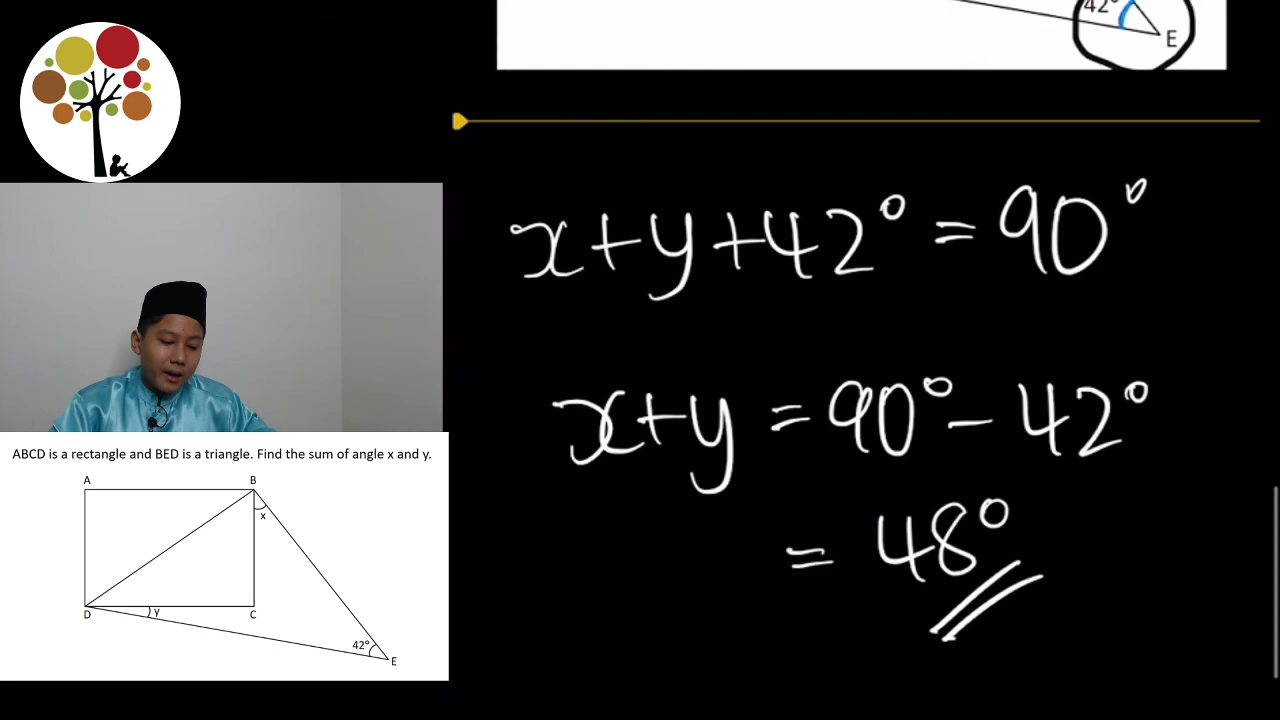 42°
E
x + y + 42° = 90°
x + y = 90° - 42°
= 48°
ABCD is a rectangle and BED is a triangle. Find the sum of angle x and y.
A B
x
D y C
42°
E